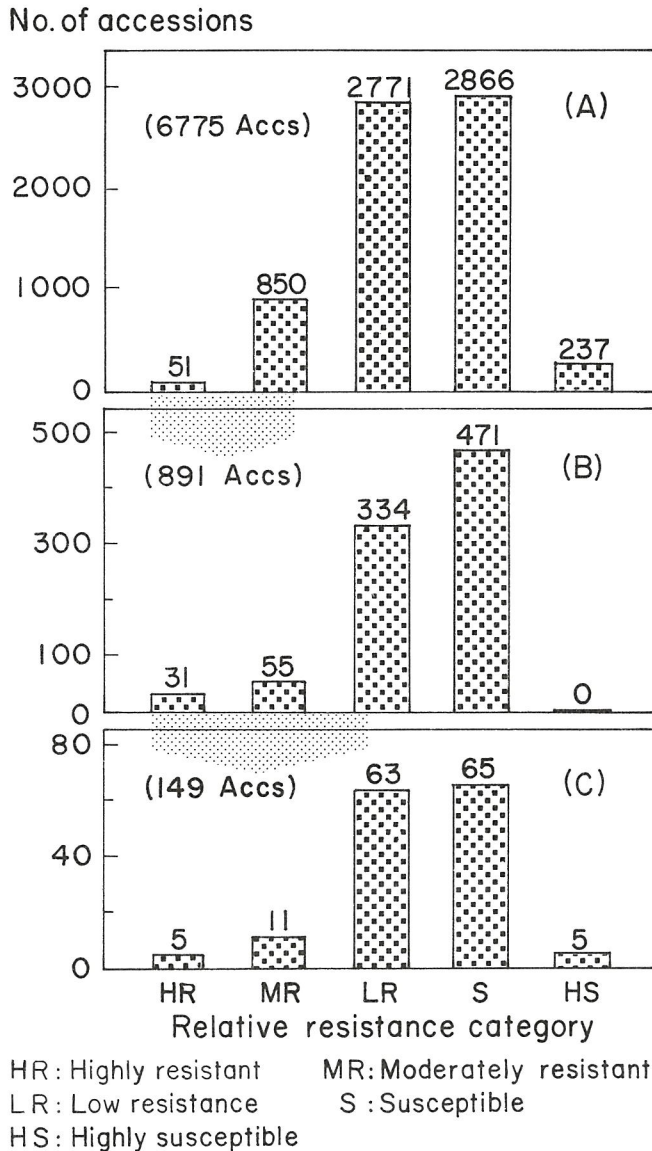 No. of accessions
3000
2000
1000
0
(6775 Accs)
(A)
51
850
2771
2866
237
500
300
100
0
(891 Accs)
(B)
31
55
334
471
0
80
40
0
(149 Accs)
(C)
5
11
63
65
5
HR MR LR S HS
Relative resistance category
HR: Highly resistant MR: Moderately resistant
LR: Low resistance S: Susceptible
HS: Highly susceptible